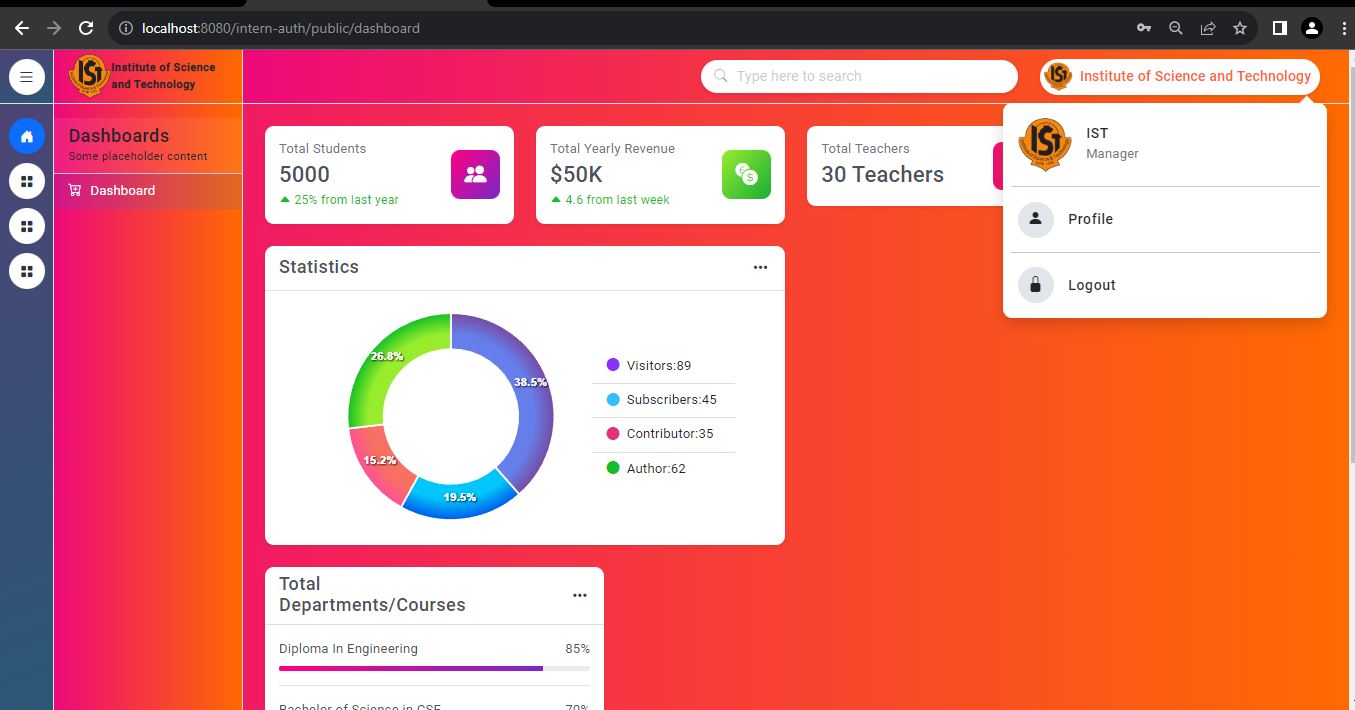 localhost:8080/intern-auth/public/dashboard
IST
Institute of Science
and Technology
Type here to search
Institute of Science and Technology
Dashboards
Some placeholder content
Dashboard
IST
IST
Manager
Profile
Logout
Total Students
5000
25% from last year
Total Yearly Revenue
$50K
4.6 from last week
Total Teachers
30 Teachers
Statistics
26.8%
38.5%
15.2%
19.5%
Visitors:89
Subscribers:45
Contributor:35
Author:62
Total
Departments/Courses
Diploma In Engineering 85%
Bachelor of Science in CSE 70%